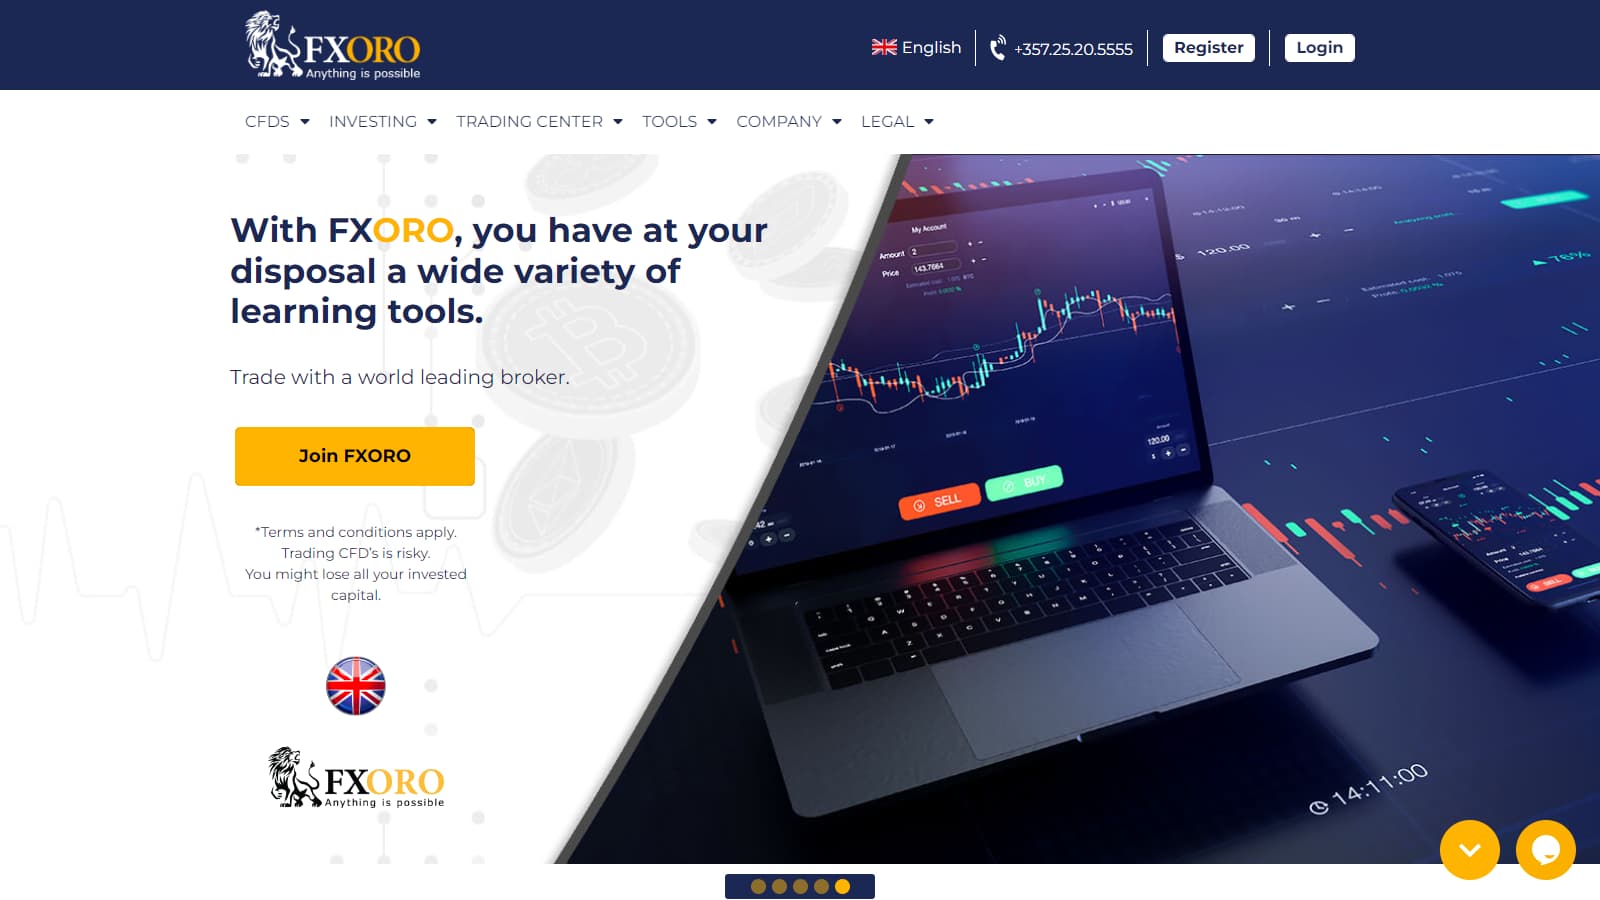 FXORO
Anything is possible
English
+357.25.20.5555
Register
Login
CFDS
INVESTING
TRADING CENTER
TOOLS
COMPANY
LEGAL
With FXORO, you have at your
disposal a wide variety of
learning tools.
Trade with a world leading broker.
Join FXORO
*Terms and conditions apply.
Trading CFD's is risky.
You might lose all your invested
capital.
FXORO
Anything is possible
My Account
Amount 2
Price 143.7664
SELL
BUY
120.00
120.00
76%
14:11:00